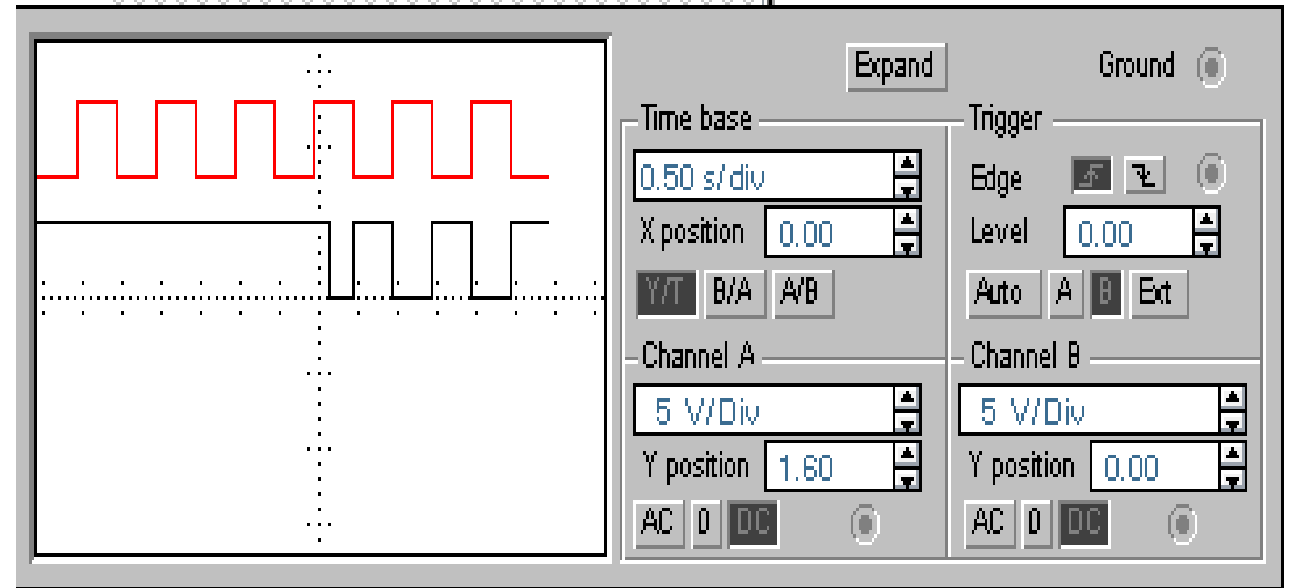 Expand
Ground
Time base
0.50 s/div
X position 0.00
Y/T B/A A/B
Trigger
Edge
Level 0.00
Auto A B Ext
Channel A
5 V/Div
Y position 1.60
AC 0 DC
Channel B
5 V/Div
Y position 0.00
AC 0 DC